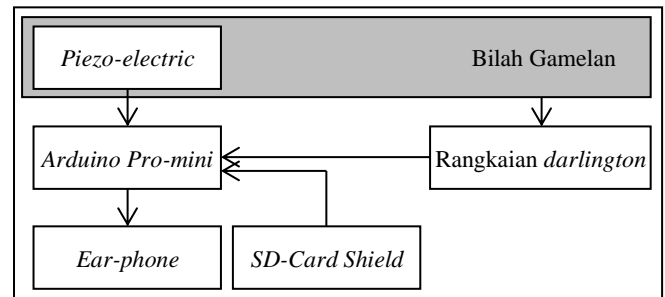 Piezo-electric
Bilah Gamelan
Arduino Pro-mini
Rangkaian darlington
Ear-phone
SD-Card Shield